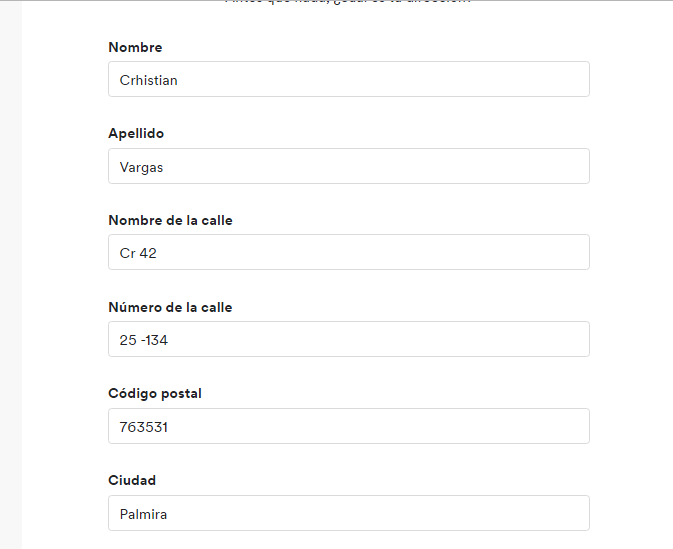 Nombre
Crhistian
Apellido
Vargas
Nombre de la calle
Cr 42
Número de la calle
25 -134
Código postal
763531
Ciudad
Palmira